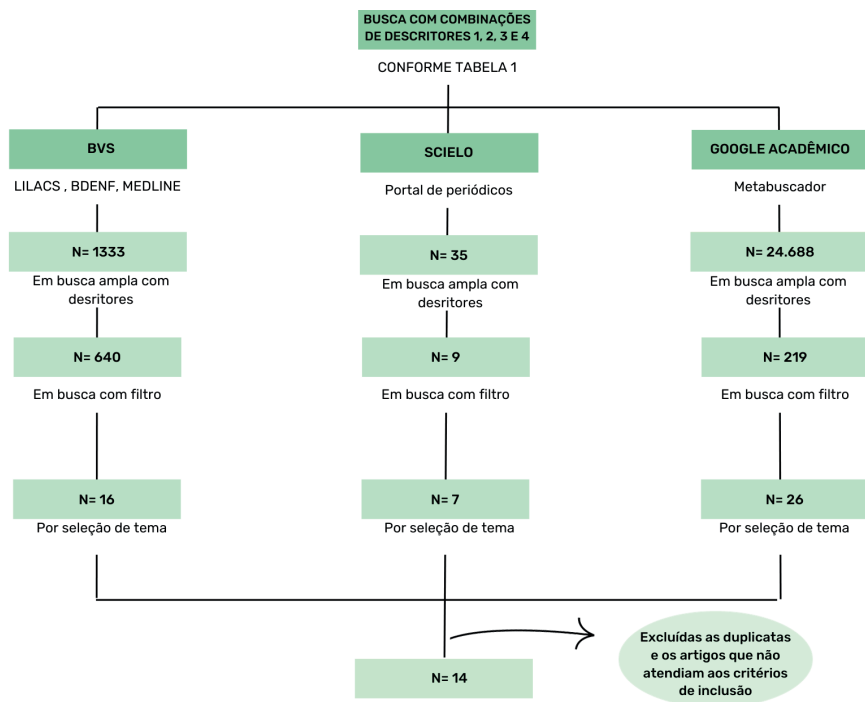 BUSCA COM COMBINAÇÕES
DE DESCRITORES 1, 2, 3 E 4
CONFORME TABELA 1
BVS
LILACS , BDENF, MEDLINE
N= 1333
Em busca ampla com
desritores
N= 640
Em busca com filtro
N= 16
Por seleção de tema
SCIELO
Portal de periódicos
N= 35
Em busca ampla com
desritores
N= 9
Em busca com filtro
N= 7
Por seleção de tema
GOOGLE ACADÊMICO
Metabuscador
N= 24.688
Em busca ampla com
desritores
N= 219
Em busca com filtro
N= 26
Por seleção de tema
Excluídas as duplicatas
e os artigos que não
atendiam aos critérios
de inclusão
N= 14